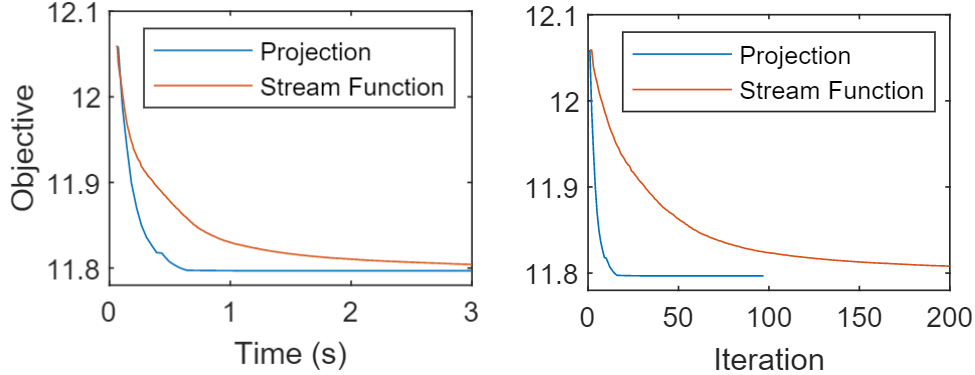 12.1
12
11.9
11.8
Objective
Projection
Stream Function
0
1
2
3
Time (s)
12.1
12
11.9
11.8
Projection
Stream Function
0
50
100
150
200
Iteration